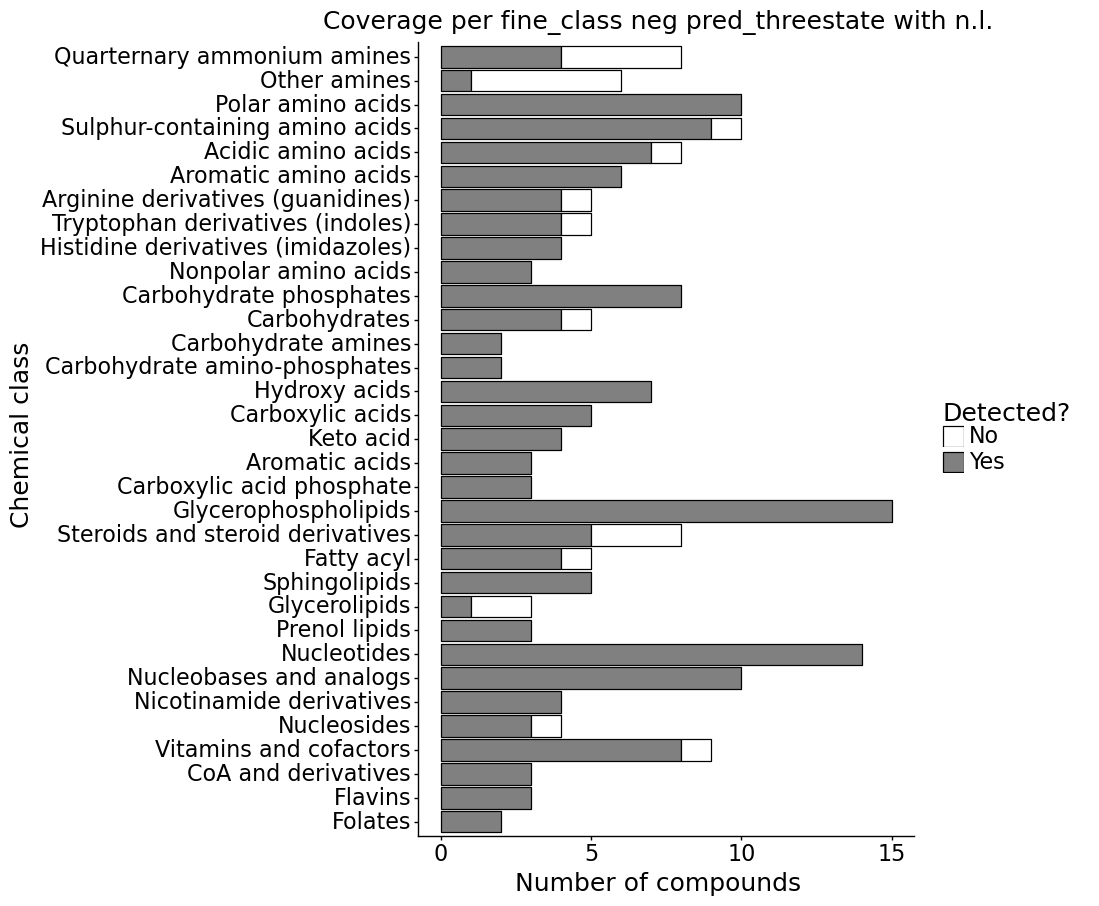 Coverage per fine_class neg pred_threestate with n.l.
Chemical class
Quarternary ammonium amines
Other amines
Polar amino acids
Sulphur-containing amino acids
Acidic amino acids
Aromatic amino acids
Arginine derivatives (guanidines)
Tryptophan derivatives (indoles)
Histidine derivatives (imidazoles)
Nonpolar amino acids
Carbohydrate phosphates
Carbohydrates
Carbohydrate amines
Carbohydrate amino-phosphates
Hydroxy acids
Carboxylic acids
Keto acid
Aromatic acids
Carboxylic acid phosphate
Glycerophospholipids
Steroids and steroid derivatives
Fatty acyl
Sphingolipids
Glycerolipids
Prenol lipids
Nucleotides
Nucleobases and analogs
Nicotinamide derivatives
Nucleosides
Vitamins and cofactors
CoA and derivatives
Flavins
Folates
0 5 10 15
Number of compounds
Detected?
No
Yes